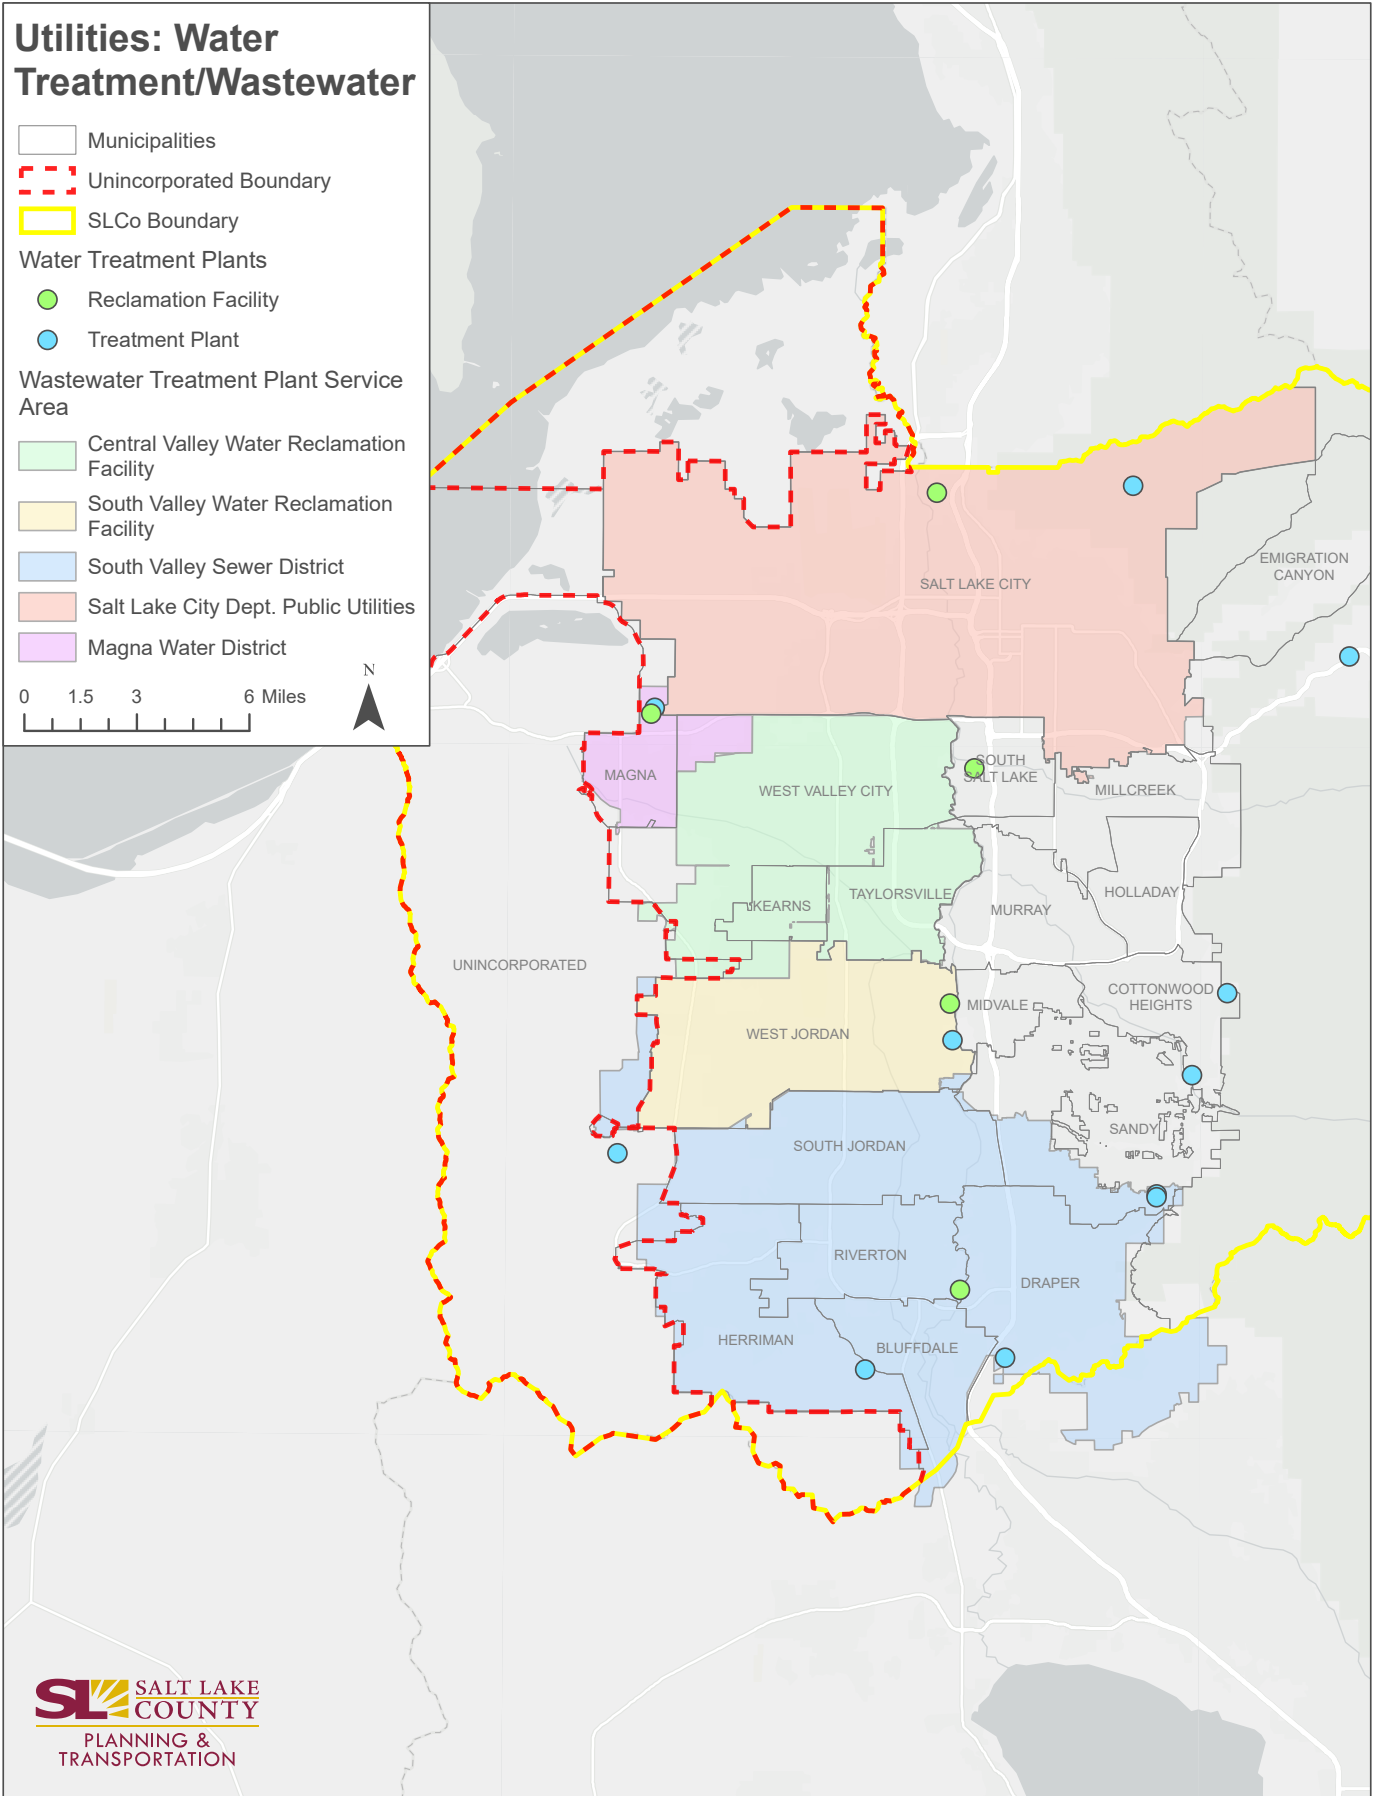 Utilities: Water
Treatment/Wastewater
Municipalities
Unincorporated Boundary
SLCo Boundary
Water Treatment Plants
Reclamation Facility
Treatment Plant
Wastewater Treatment Plant Service
Area
Central Valley Water Reclamation
Facility
South Valley Water Reclamation
Facility
South Valley Sewer District
Salt Lake City Dept. Public Utilities
Magna Water District
N
0 1.5 3 6 Miles
EMIGRATION
CANYON
SALT LAKE CITY
MAGNA
SOUTH
SALT LAKE
WEST VALLEY CITY
MILLCREEK
HOLLADAY
TAYLORSVILLE
KEARNS
MURRAY
UNINCORPORATED
COTTONWOOD
HEIGHTS
MIDVALE
WEST JORDAN
SANDY
SOUTH JORDAN
RIVERTON
DRAPER
HERRIMAN
BLUFFDALE
SL SALT LAKE
COUNTY
PLANNING &
TRANSPORTATION